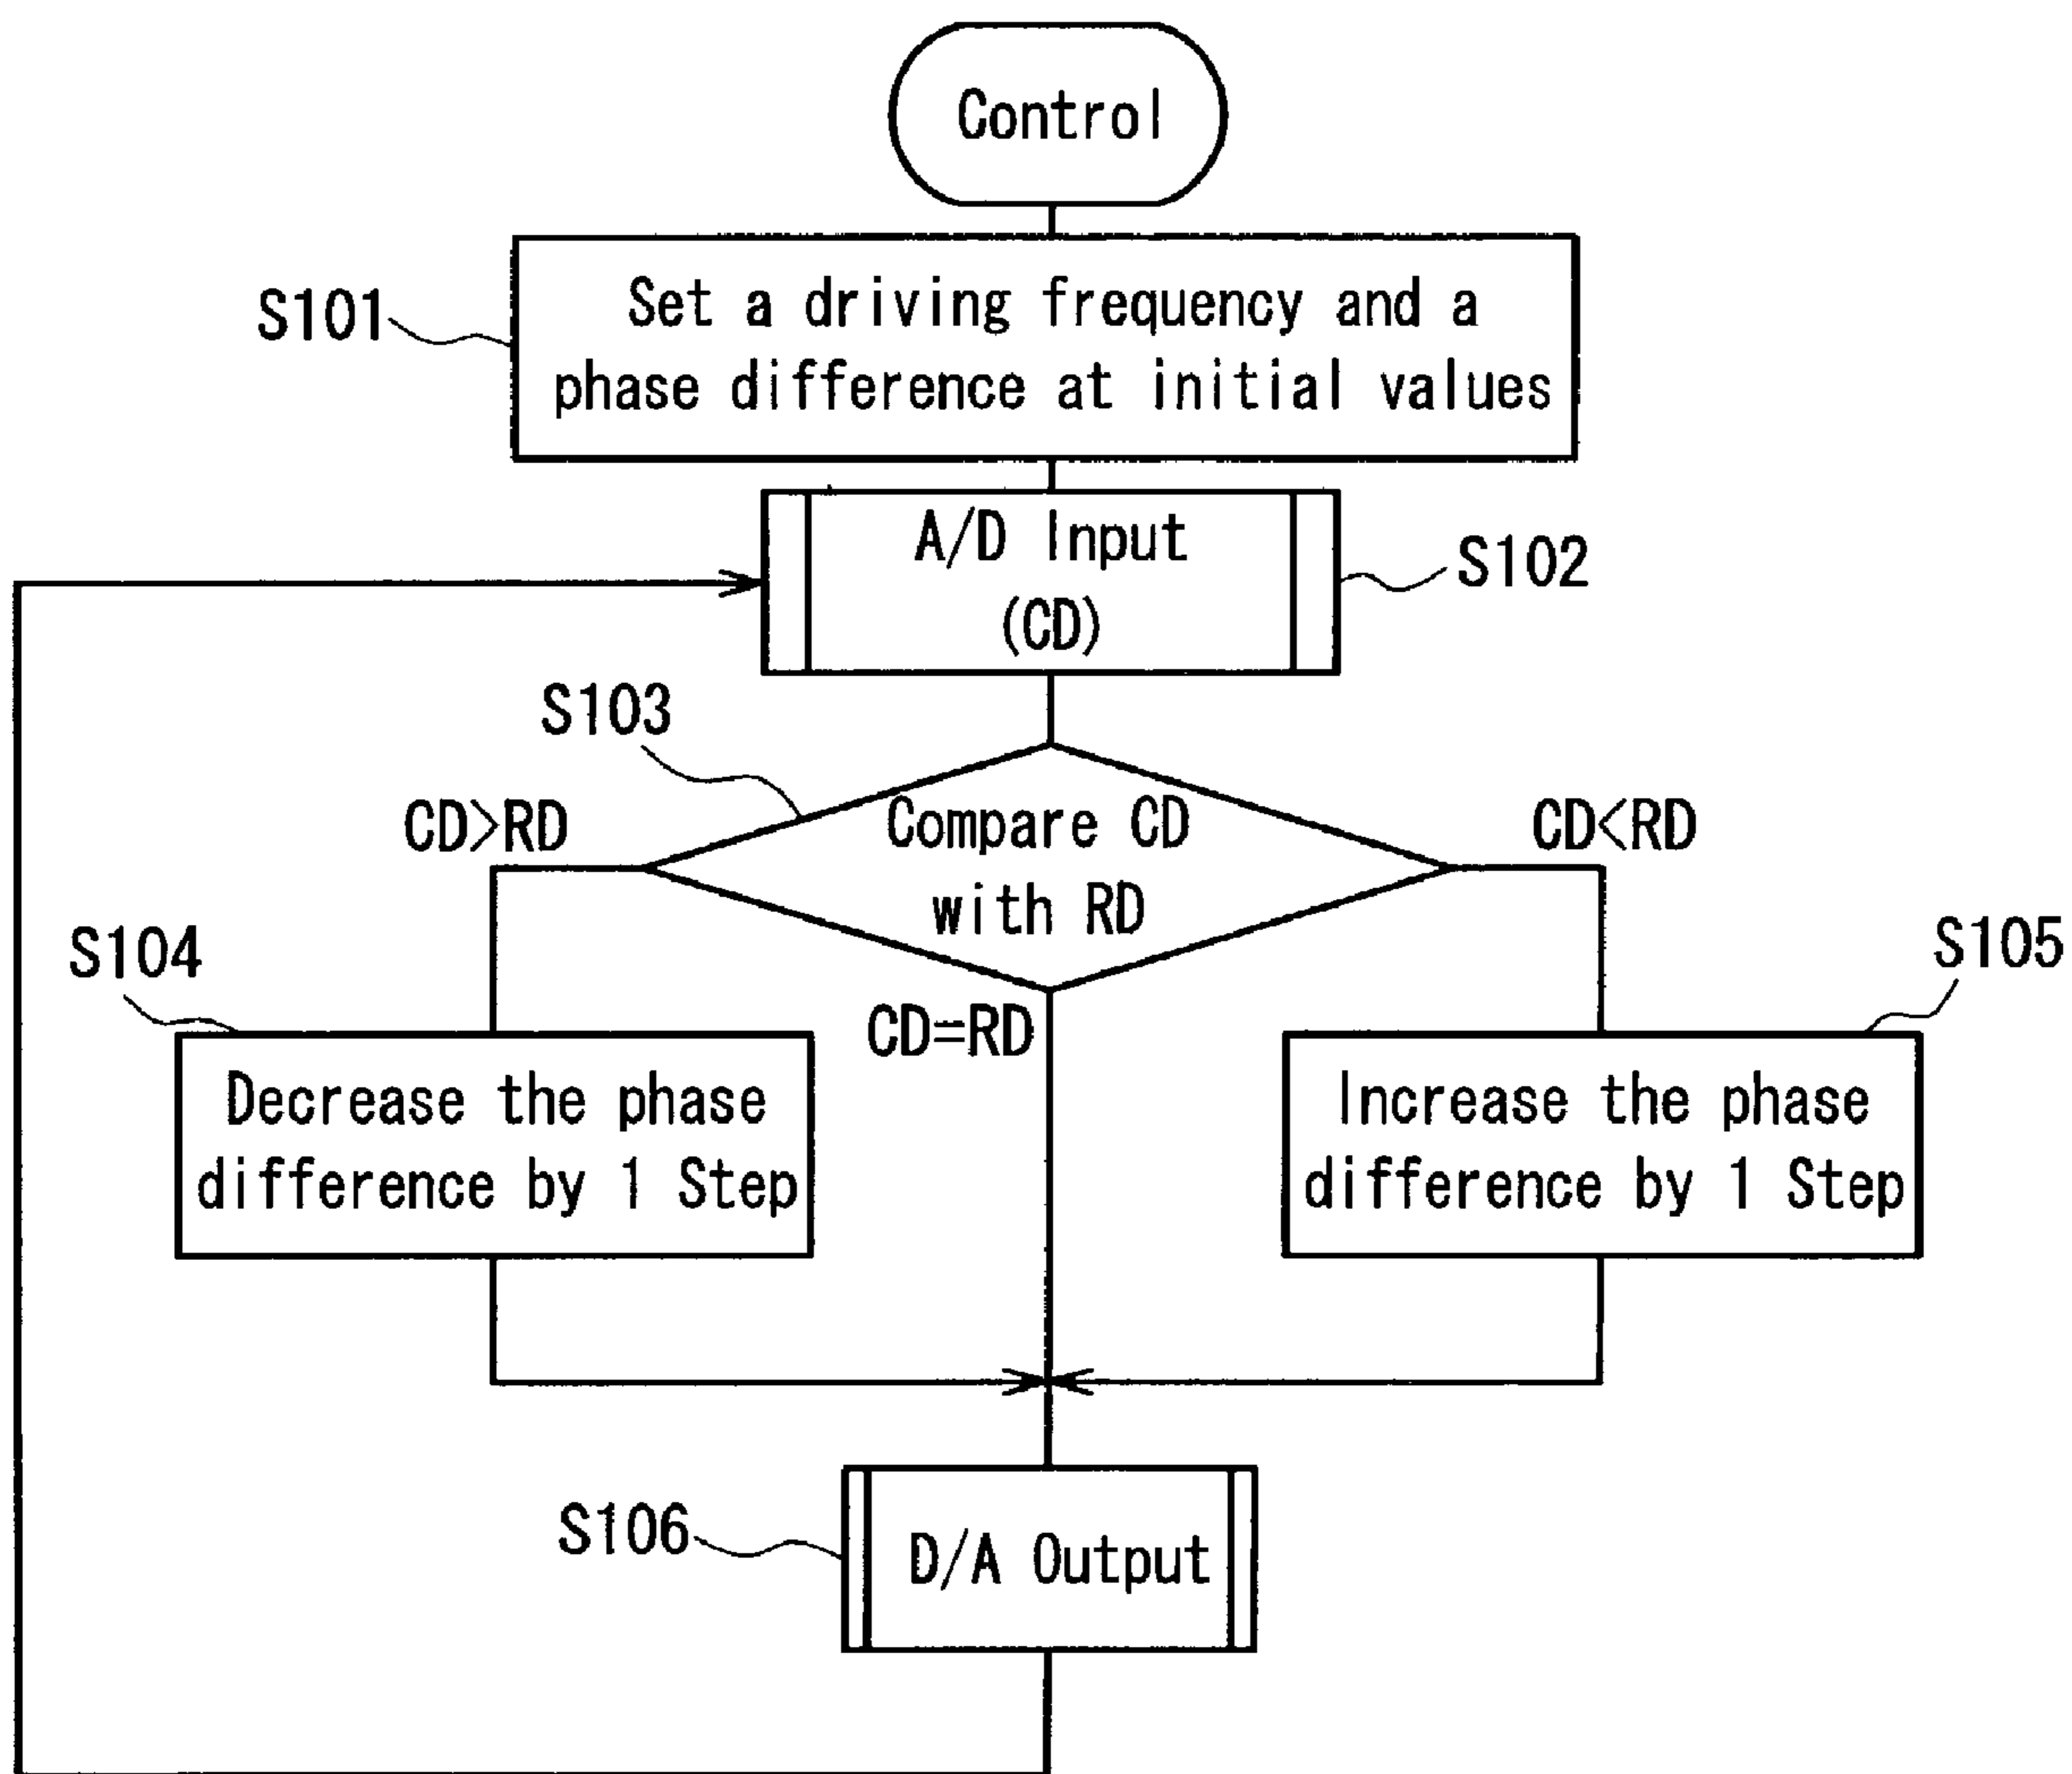 Control
S101
Set a driving frequency and a
phase difference at initial values
A/D Input
(CD)
S102
S103
Compare CD
with RD
CD>RD
CD<RD
CD=RD
S104
Decrease the phase
difference by 1 Step
S105
Increase the phase
difference by 1 Step
S106
D/A Output